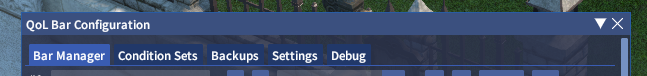 QoL Bar Configuration
Bar Manager Condition Sets Backups Settings Debug